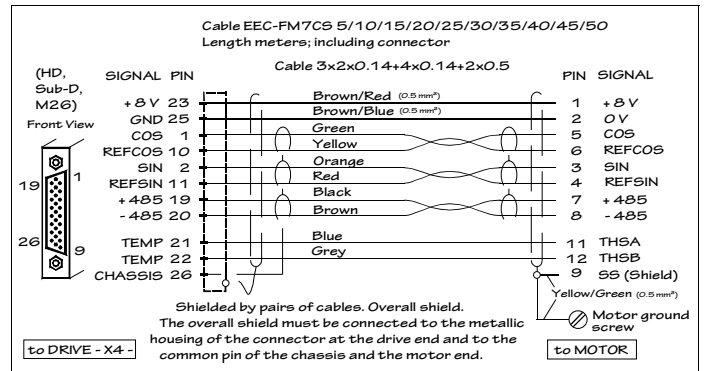 Cable EEC-FM7CS 5/10/15/20/25/30/35/40/45/50
Length meters; including connector
Cable 3x2x0.14+4x0.14+2x0.5
(HD,
Sub-D,
M26)
Front View
19
1
26
9
SIGNAL PIN
+8V 23
GND 25
COS 1
REFCOS 10
SIN 2
REFSIN 11
+485 19
-485 20
TEMP 21
TEMP 22
CHASSIS 26
Brown/Red (0.5 mm²)
Brown/Blue (0.5 mm²)
Green
Yellow
Orange
Red
Black
Brown
Blue
Grey
PIN SIGNAL
1 +8V
2 0V
5 COS
6 REFCOS
3 SIN
4 REFSIN
7 +485
8 -485
11 THSA
12 THSB
9 SS (Shield)
Yellow/Green (0.5mm²)
Motor ground
screw
Shielded by pairs of cables. Overall shield.
The overall shield must be connected to the metallic
housing of the connector at the drive end and to the
common pin of the chassis and the motor end.
to DRIVE - X4 -
to MOTOR